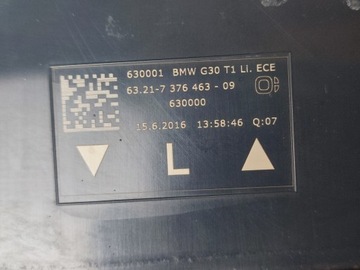 630001 BMW G30 T1 Li. ECE
63.21-7 376 463 - 09
630000
15.6.2016 13:58:46 Q:07
L